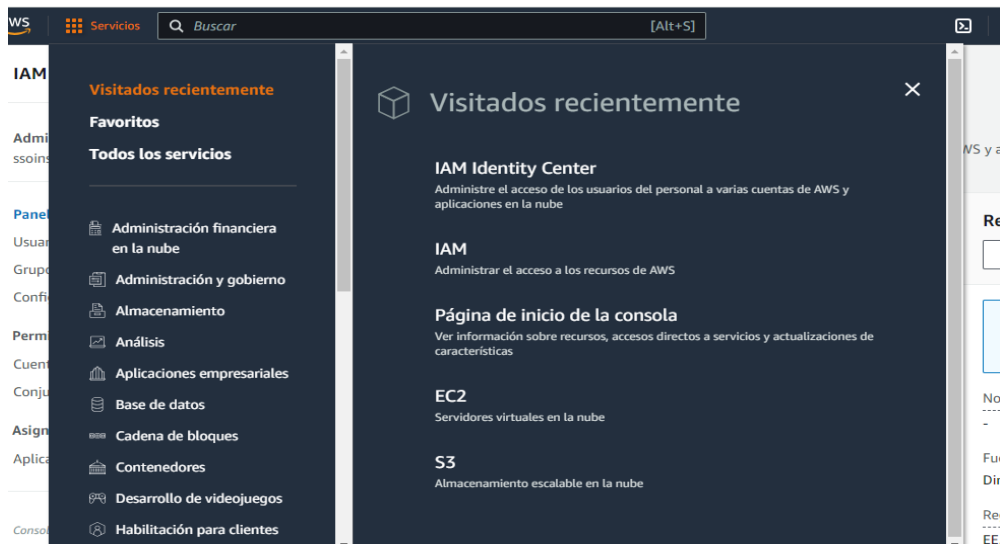 Servicios
Buscar
[Alt+S]
IAM
Visitados recientemente
Favoritos
Todos los servicios
Administración financiera
en la nube
Administración y gobierno
Almacenamiento
Análisis
Aplicaciones empresariales
Base de datos
Cadena de bloques
Contenedores
Desarrollo de videojuegos
Habilitación para clientes
Visitados recientemente
IAM Identity Center
Administre el acceso de los usuarios del personal a varias cuentas de AWS y
aplicaciones en la nube
IAM
Administrar el acceso a los recursos de AWS
Página de inicio de la consola
Ver información sobre recursos, accesos directos a servicios y actualizaciones de
características
EC2
Servidores virtuales en la nube
S3
Almacenamiento escalable en la nube